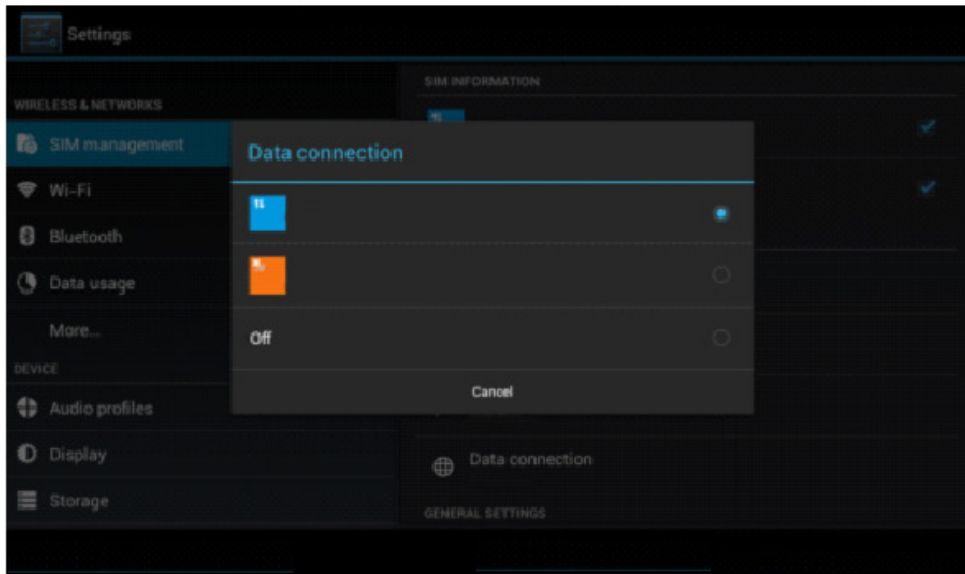 Settings
WIRELESS & NETWORKS
SIM management
Wi-Fi
Bluetooth
Data usage
More...
DEVICE
Audio profiles
Display
Storage
SIM INFORMATION
Data connection
Off
Cancel
Data connection
GENERAL SETTINGS